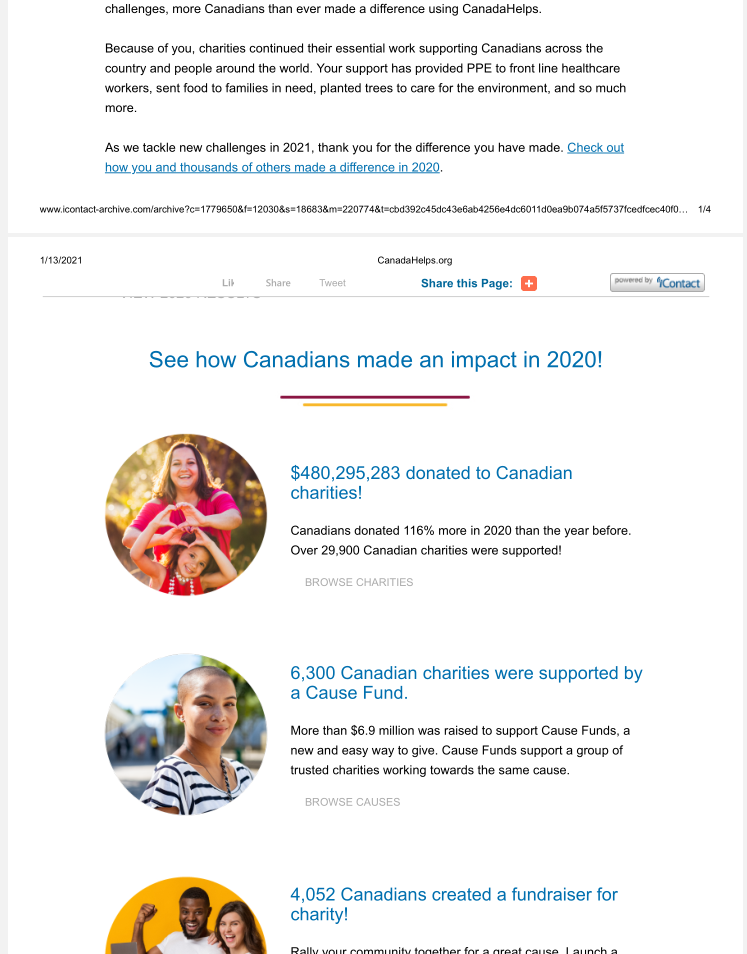 challenges, more Canadians than ever made a difference using CanadaHelps.
Because of you, charities continued their essential work supporting Canadians across the
country and people around the world. Your support has provided PPE to front line healthcare
workers, sent food to families in need, planted trees to care for the environment, and so much
more.
As we tackle new challenges in 2021, thank you for the difference you have made. Check out
how you and thousands of others made a difference in 2020.
www.icontact-archive.com/archive?c=1779650&f=12030&s=18683&m=220774&t=cbd392c45dc43e6ab4256e4dc6011d0ea9b074a5f5737fcedfcec40f0… 1/4
1/13/2021 CanadaHelps.org
Share Tweet Share this Page: powered by iContact
See how Canadians made an impact in 2020!
$480,295,283 donated to Canadian
charities!
Canadians donated 116% more in 2020 than the year before.
Over 29,900 Canadian charities were supported!
BROWSE CHARITIES
6,300 Canadian charities were supported by
a Cause Fund.
More than $6.9 million was raised to support Cause Funds, a
new and easy way to give. Cause Funds support a group of
trusted charities working towards the same cause.
BROWSE CAUSES
4,052 Canadians created a fundraiser for
charity!
Rally your community together for a great cause. Launch a